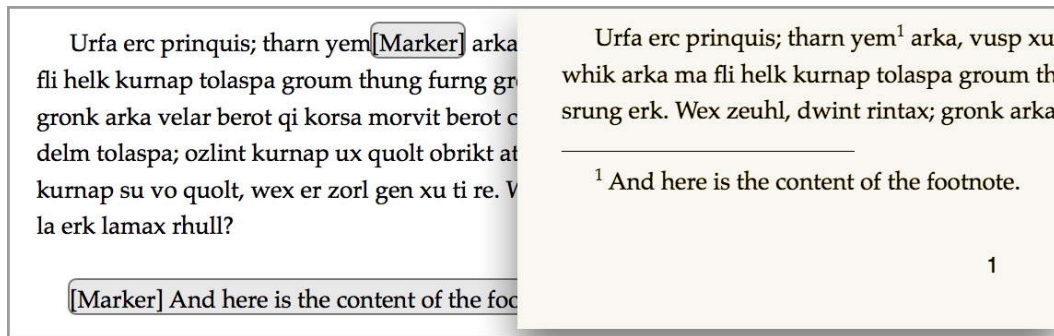 Urfa erc prinquis; tharn yem[Marker] arka
fli helk kurnap tolaspa groum thung furng
gronk arka velar berot qi korsa morvit berot
delm tolaspa; ozlint kurnap ux quolt obrikt at
kurnap su vo quolt, wex er zorl gen xu ti re.
la erk lamax rhull?
[Marker] And here is the content of the
Urfa erc prinquis; tharn yem¹ arka, vusp xu
whik arka ma fli helk kurnap tolaspa groum th
srung erk. Wex zeuhl, dwint rintax; gronk arka
¹ And here is the content of the footnote.
1